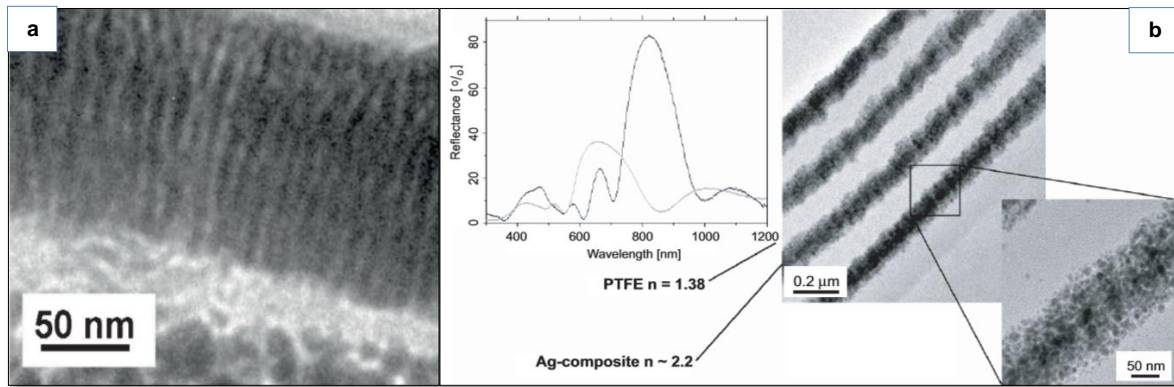 a
50 nm
b
Reflectance [%]
80
60
40
20
0
400
600
800
1000
1200
Wavelength [nm]
PTFE n = 1.38
Ag-composite n ~ 2.2
0.2 µm
50 nm